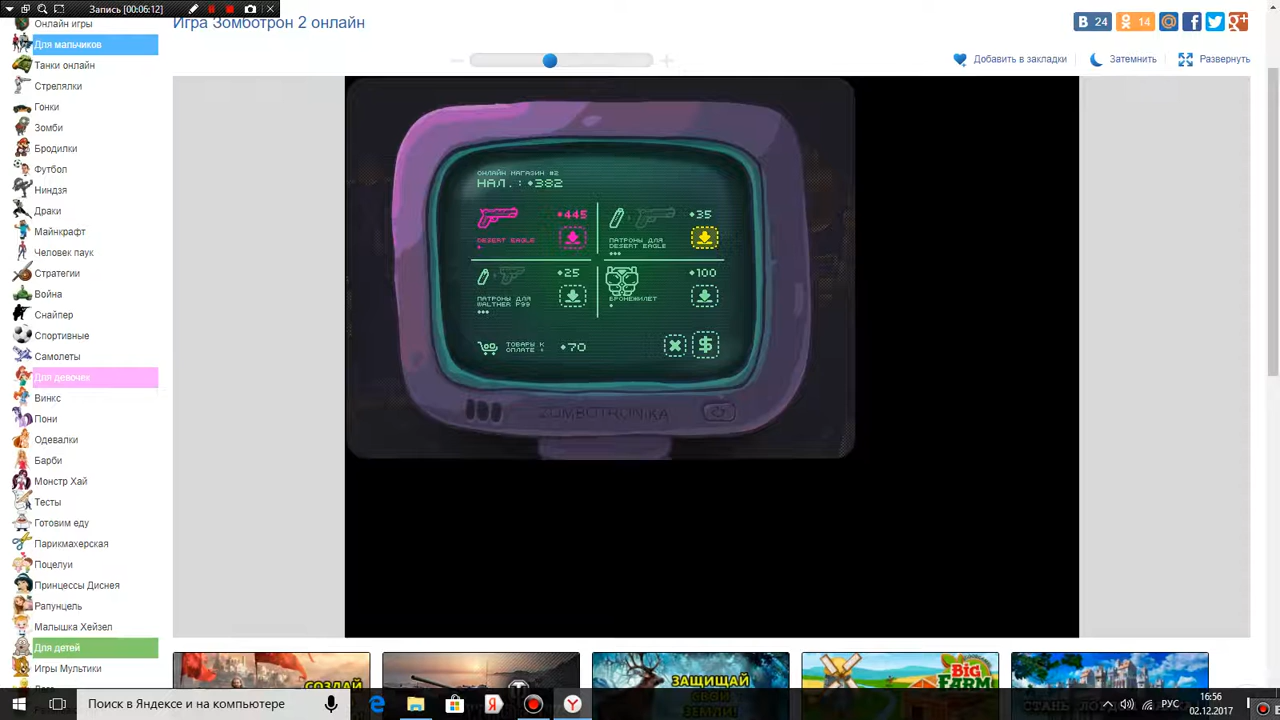 Запись [00:06:12]
Онлайн игры
Для мальчиков
Танки онлайн
Стрелялки
Гонки
Зомби
Бродилки
Футбол
Ниндзя
Драки
Майнкрафт
Человек паук
Стратегии
Война
Снайпер
Спортивные
Самолеты
Для девочек
Винкс
Пони
Одевалки
Барби
Монстр Хай
Тесты
Готовим еду
Парикмахерская
Поцелуи
Принцессы Диснея
Рапунцель
Малышка Хейзел
Для детей
Игры Мультики
Игра Зомботрон 2 онлайн
24
14
Добавить в закладки
Затемнить
Развернуть
ОНЛАЙН МАГАЗИН #2
НАЛ. : 382
445
DESERT EAGLE
35
ПАТРОНЫ ДЛЯ
DESERT EAGLE
25
ПАТРОНЫ ДЛЯ
WALTHER P99
100
БРОНЕЖИЛЕТ
ТОВАРЫ К
ОПЛАТЕ
70
$
ZOMBOTRONIKA
СОЗДАЙ
ЗАЩИЩАЙ
СВОИ
ЗЕМЛИ!
BIG
FARM
Поиск в Яндексе и на компьютере
РУС
16:56
02.12.2017